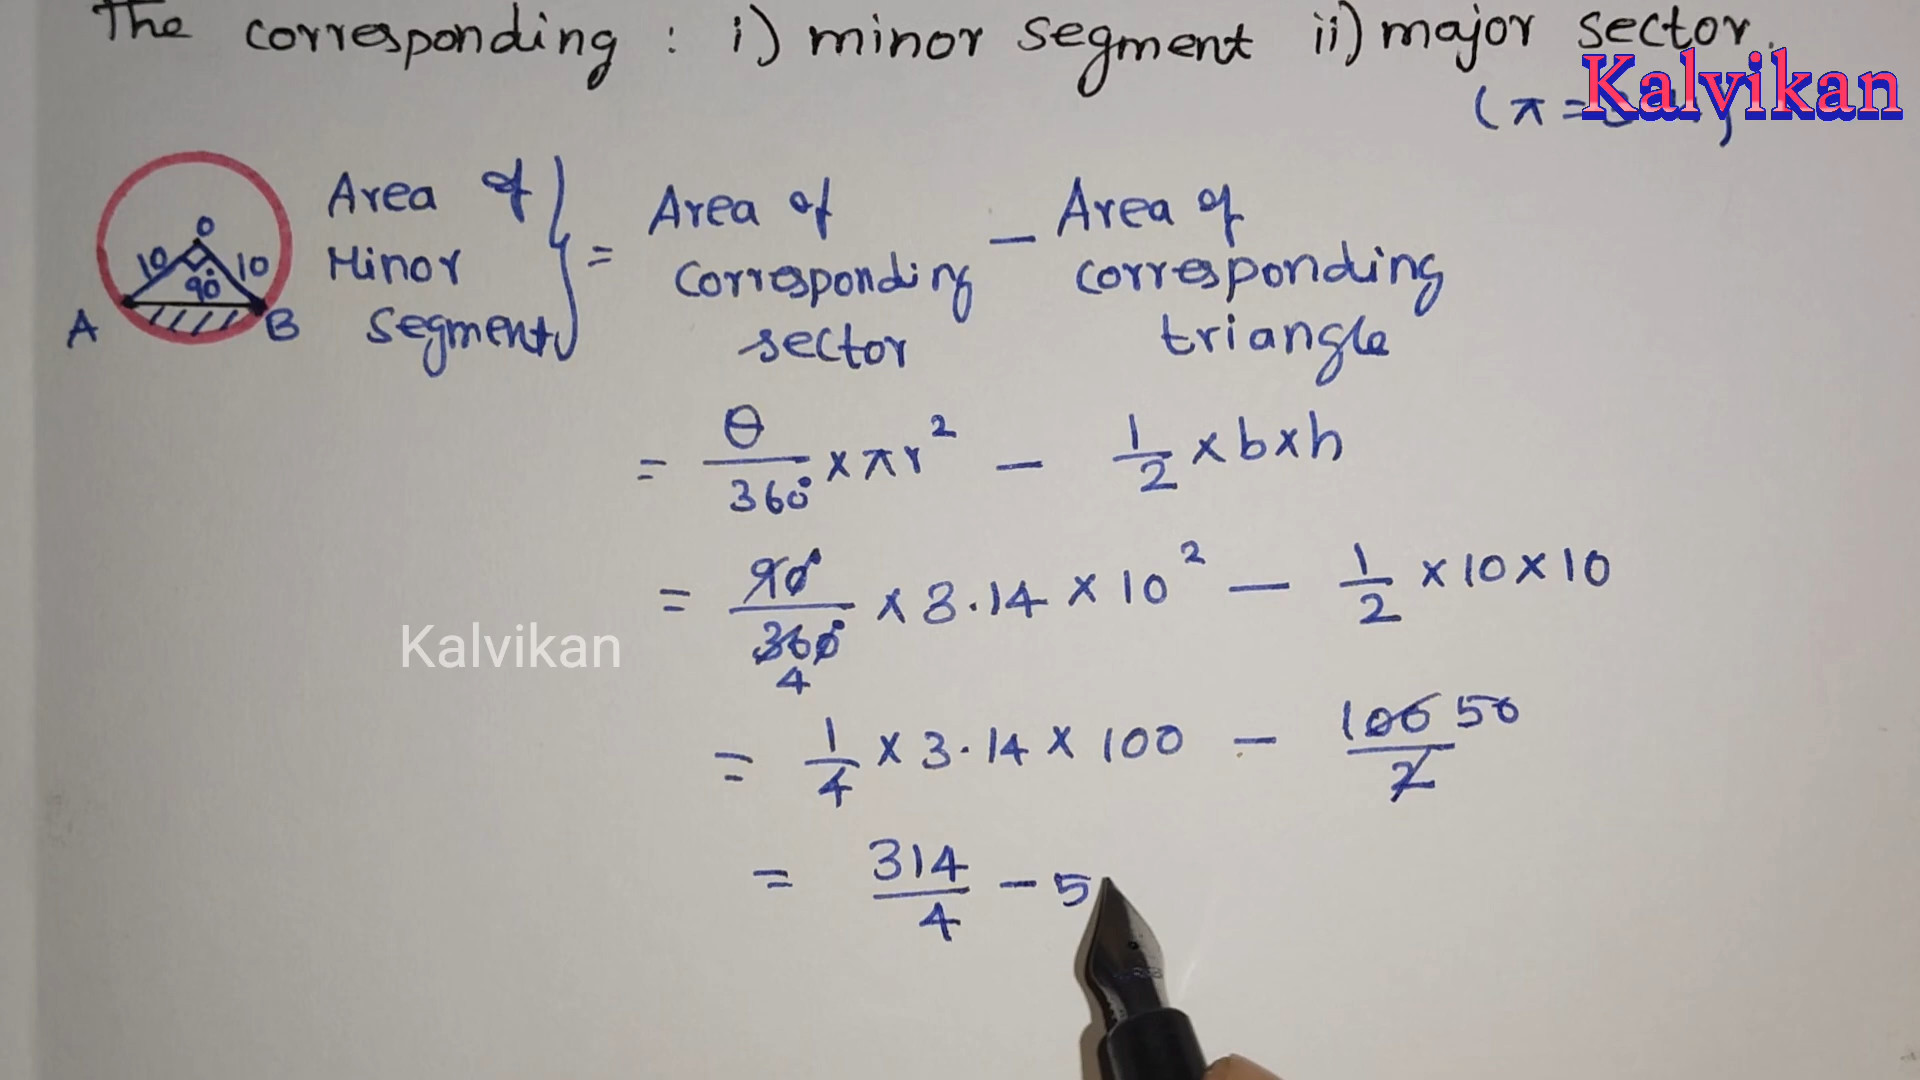 The corresponding : i) minor segment ii) major sector.
Kalvikan
(π =
O
10 10
90°
A B
Area of Minor Segment } = Area of corresponding sector − Area of corresponding triangle
= θ/360° × πr² − 1/2 × b × h
= 90°/360° × 3.14 × 10² − 1/2 × 10 × 10
4
Kalvikan
= 1/4 × 3.14 × 100 − 100/2 50
= 314/4 − 5